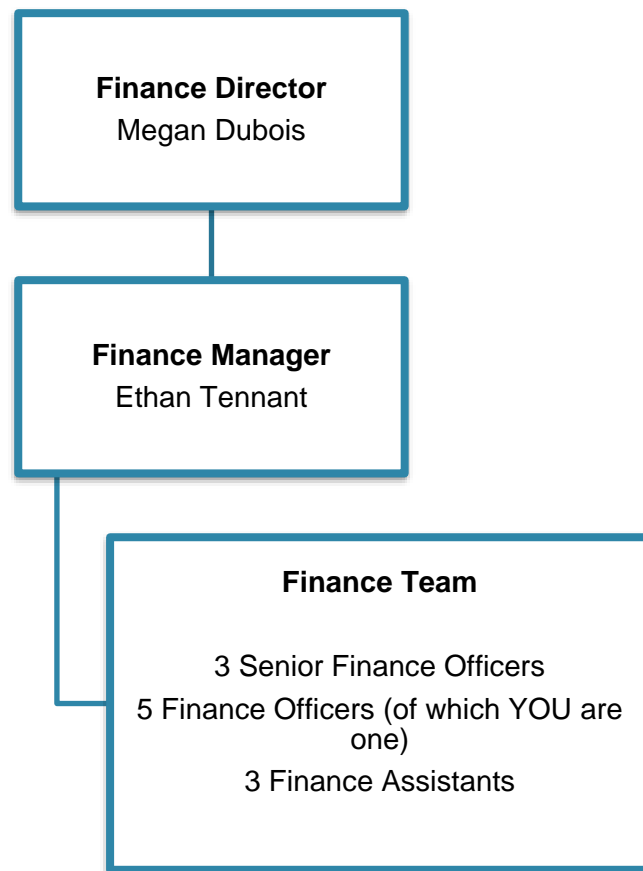 Finance Director
Megan Dubois
Finance Manager
Ethan Tennant
Finance Team
3 Senior Finance Officers
5 Finance Officers (of which YOU are
one)
3 Finance Assistants